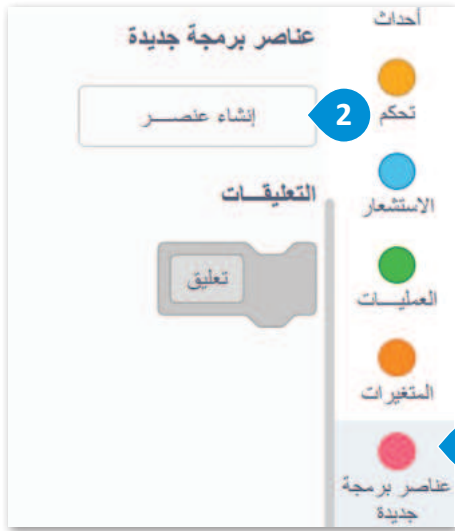 أحداث
تحكم
الاستشعار
العمليـــات
المتغيرات
عناصر برمجة
جديدة
عناصر برمجة جديدة
إنشاء عنصـــر
2
التعليقـــات
تعليق